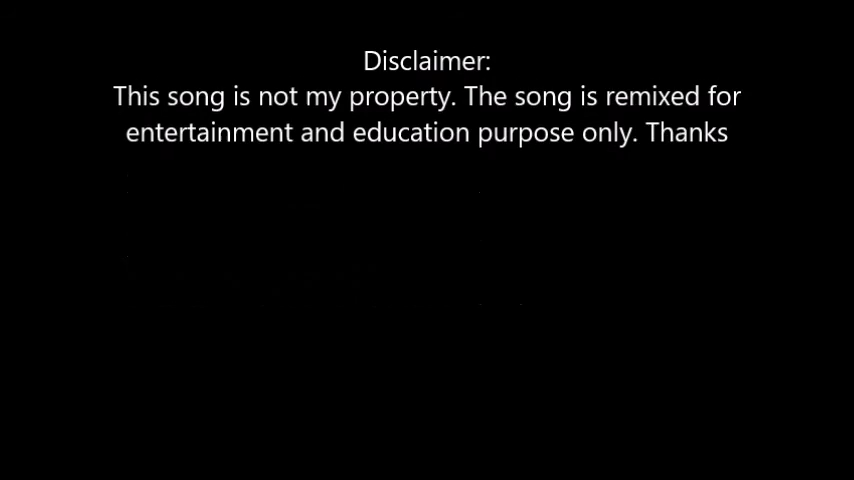 Disclaimer:
This song is not my property. The song is remixed for
entertainment and education purpose only. Thanks